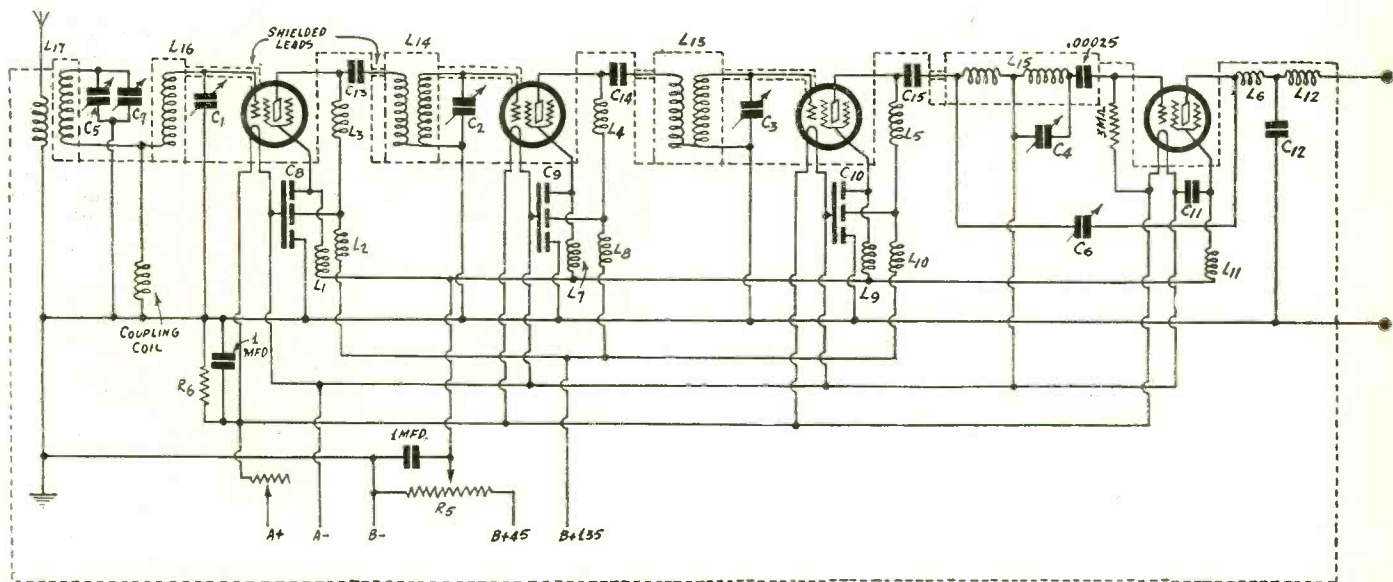 L17
L16
SHIELDED
LEADS
L14
L13
L15
.00025
C5
C7
C1
C13
L3
C2
C14
L4
C3
C15
L5
C4
3MEG
L6
L12
C12
C8
L2
L1
C9
L8
L7
C10
L10
L9
C6
C11
L11
COUPLING
COIL
1
MFD
R6
1MFD.
R5
A+
A-
B-
B+45
B+135